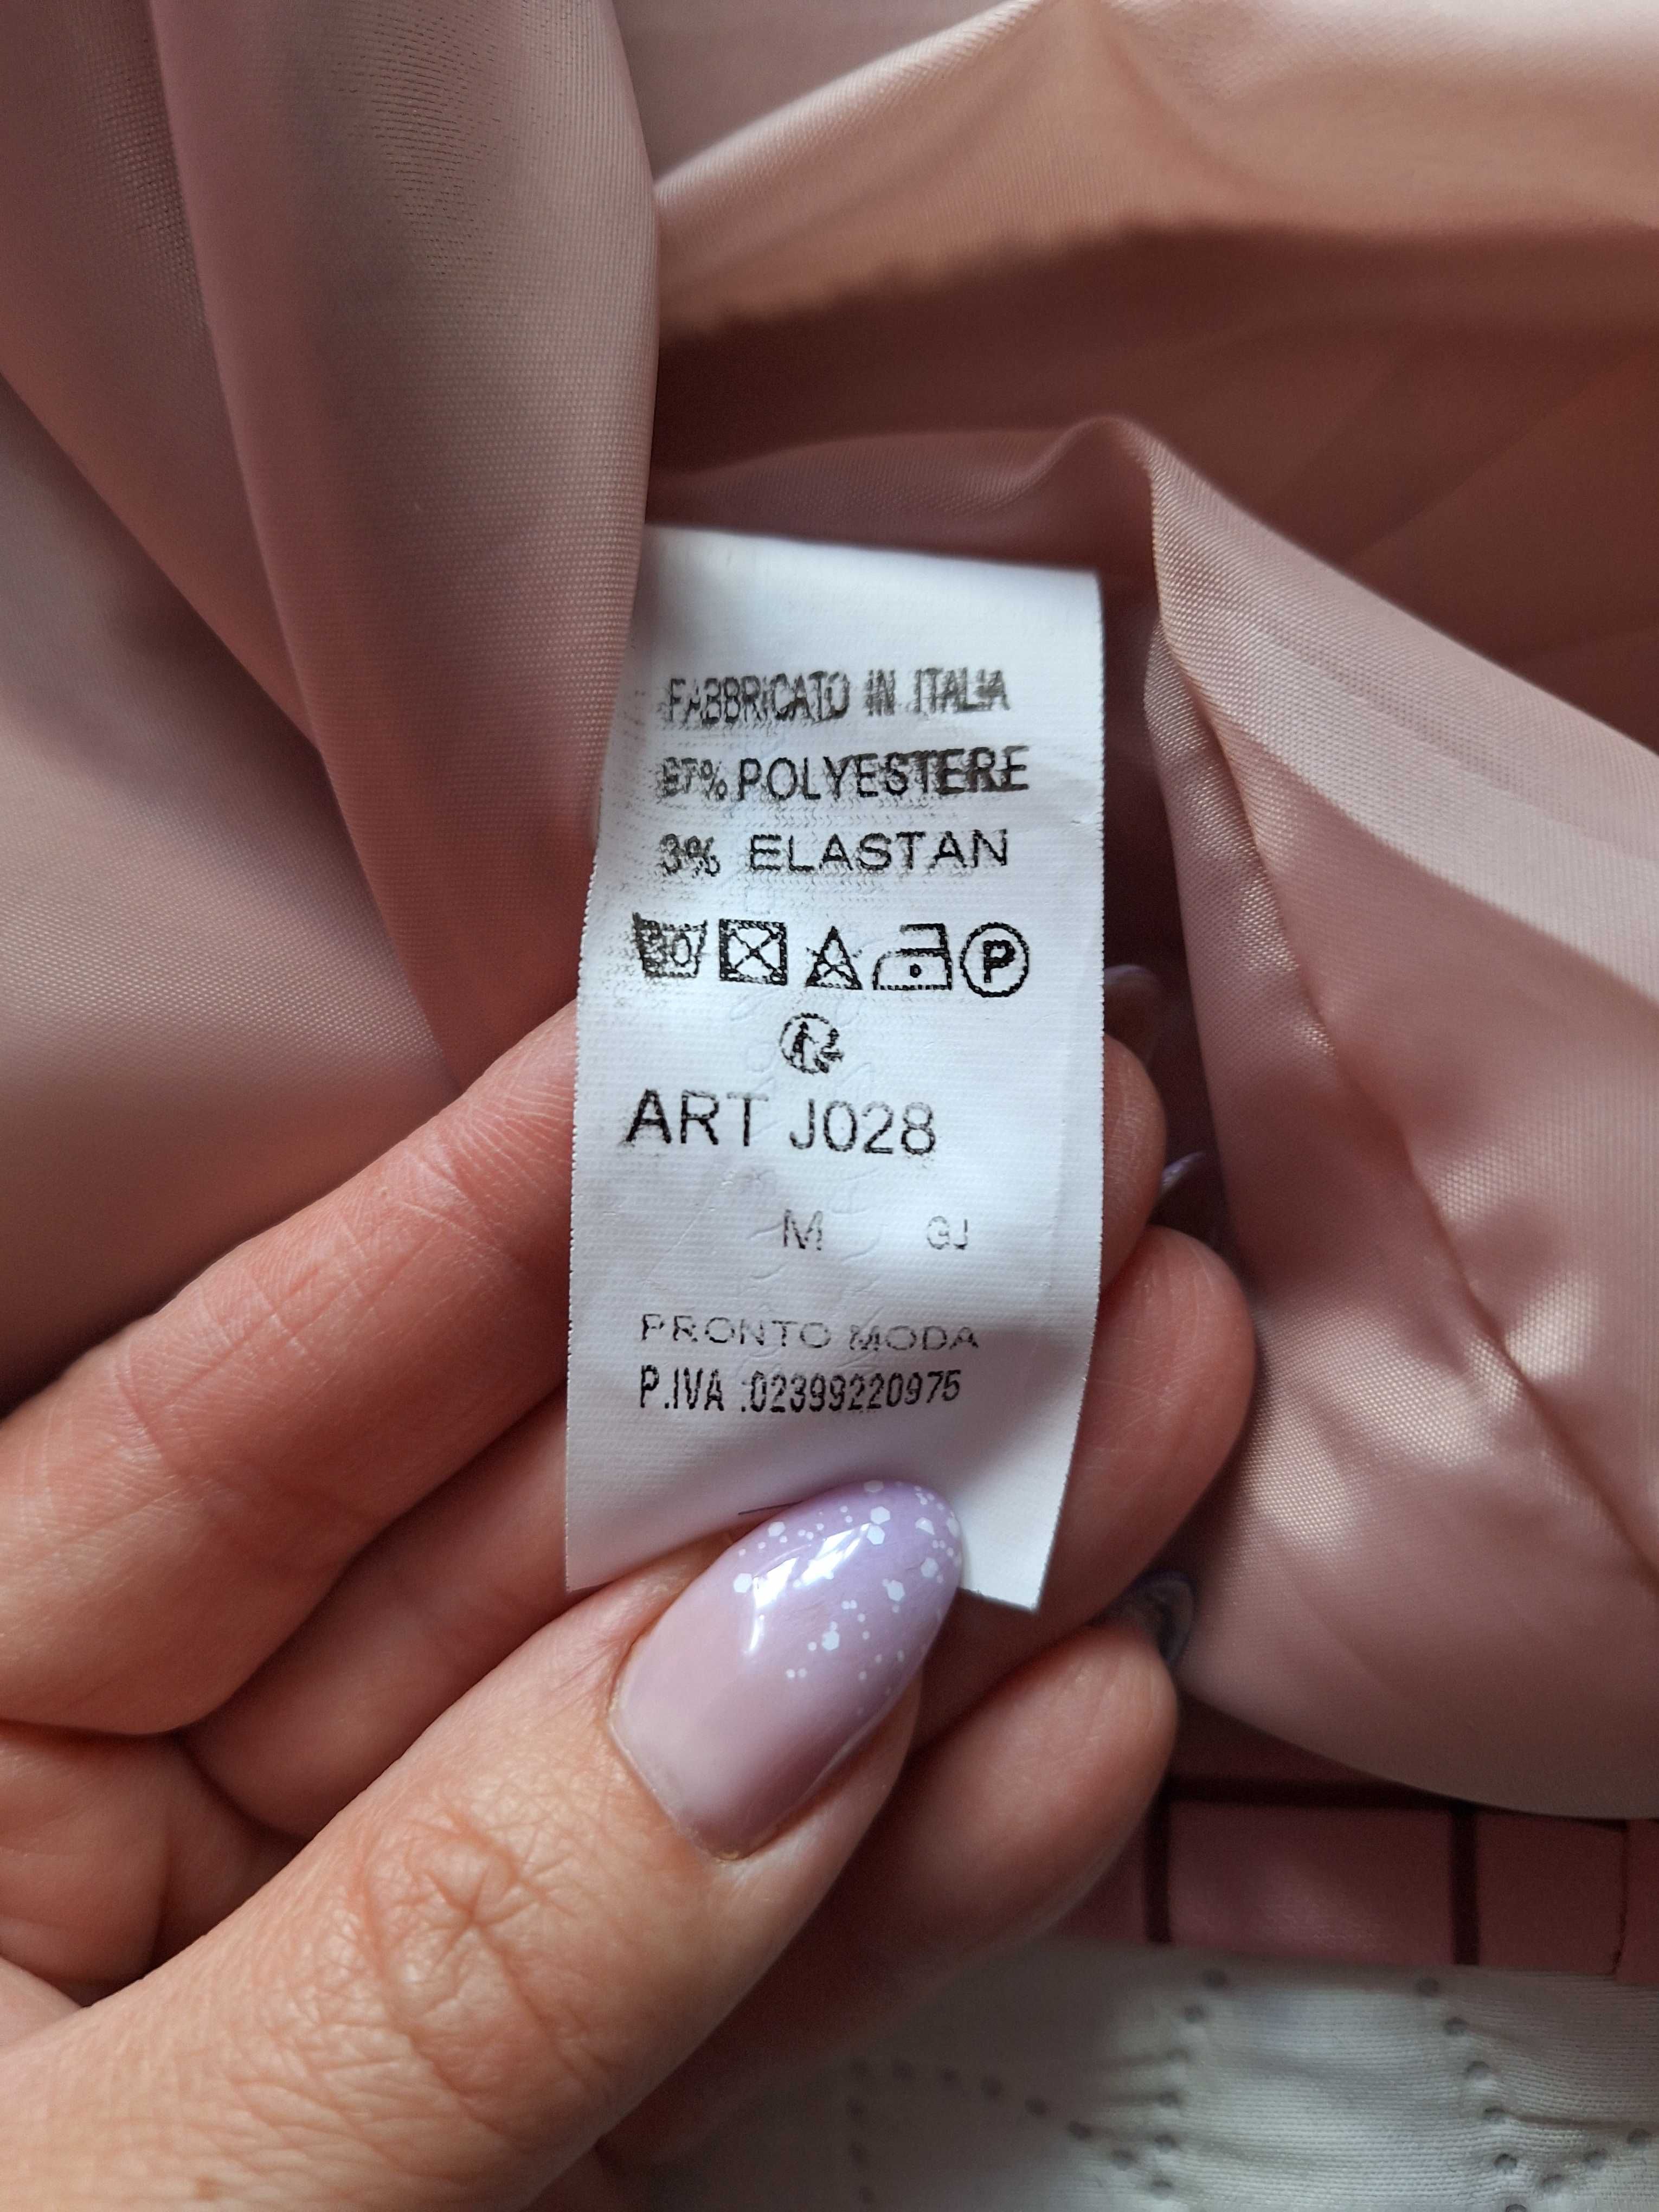 FABBRICATO IN ITALIA
97% POLYESTERE
3% ELASTAN
30 P
ART J028
M GJ
PRONTO MODA
P.IVA :02399220975